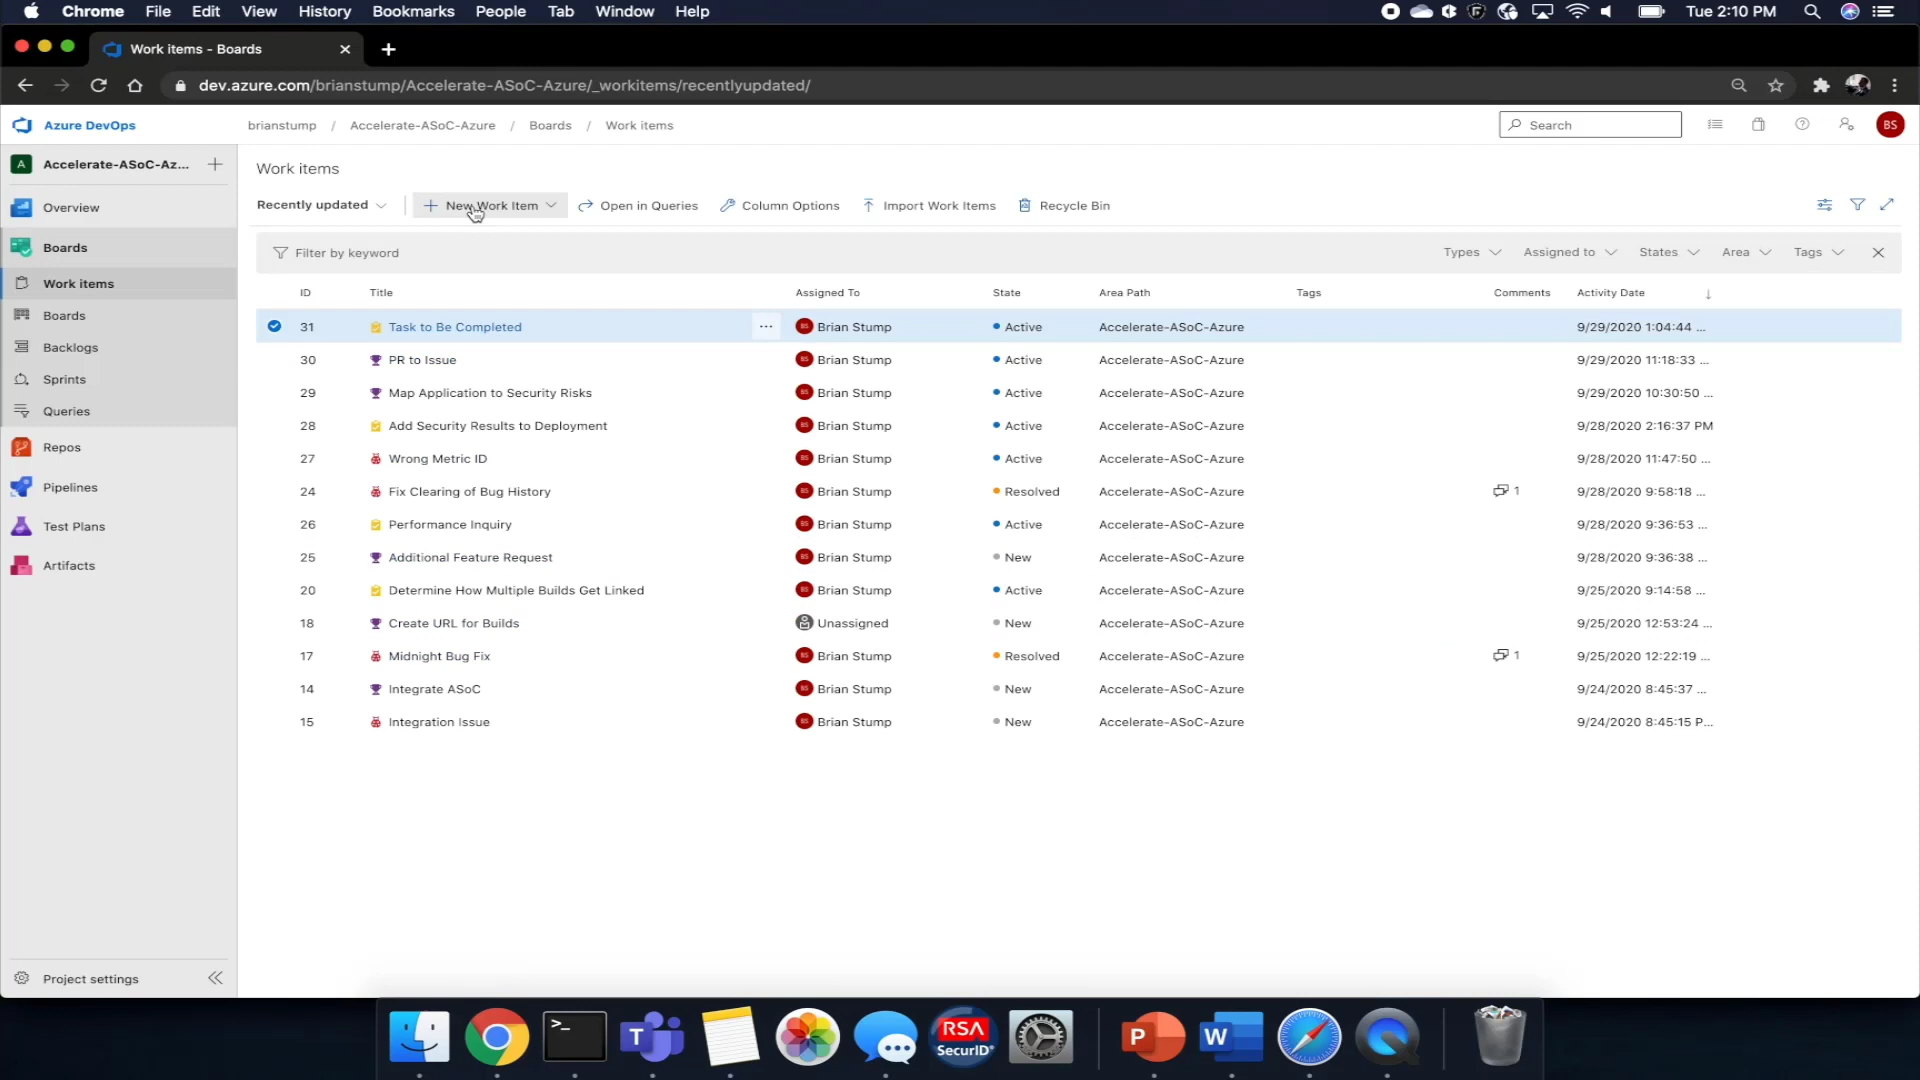 Chrome File Edit View History Bookmarks People Tab Window Help Tue 2:10 PM
Work items - Boards
dev.azure.com/brianstump/Accelerate-ASoC-Azure/_workitems/recentlyupdated/
Azure DevOps brianstump / Accelerate-ASoC-Azure / Boards / Work items Search BS
A Accelerate-ASoC-Az...
Work items
Overview
Recently updated New Work Item Open in Queries Column Options Import Work Items Recycle Bin
Boards
Filter by keyword Types Assigned to States Area Tags
Work items
ID Title Assigned To State Area Path Tags Comments Activity Date
Boards
31 Task to Be Completed ... BS Brian Stump Active Accelerate-ASoC-Azure 9/29/2020 1:04:44 ...
Backlogs
30 PR to Issue BS Brian Stump Active Accelerate-ASoC-Azure 9/29/2020 11:18:33 ...
Sprints
29 Map Application to Security Risks BS Brian Stump Active Accelerate-ASoC-Azure 9/29/2020 10:30:50 ...
Queries
28 Add Security Results to Deployment BS Brian Stump Active Accelerate-ASoC-Azure 9/28/2020 2:16:37 PM
Repos
27 Wrong Metric ID BS Brian Stump Active Accelerate-ASoC-Azure 9/28/2020 11:47:50 ...
Pipelines
24 Fix Clearing of Bug History BS Brian Stump Resolved Accelerate-ASoC-Azure 1 9/28/2020 9:58:18 ...
Test Plans
26 Performance Inquiry BS Brian Stump Active Accelerate-ASoC-Azure 9/28/2020 9:36:53 ...
Artifacts
25 Additional Feature Request BS Brian Stump New Accelerate-ASoC-Azure 9/28/2020 9:36:38 ...
20 Determine How Multiple Builds Get Linked BS Brian Stump Active Accelerate-ASoC-Azure 9/25/2020 9:14:58 ...
18 Create URL for Builds Unassigned New Accelerate-ASoC-Azure 9/25/2020 12:53:24 ...
17 Midnight Bug Fix BS Brian Stump Resolved Accelerate-ASoC-Azure 1 9/25/2020 12:22:19 ...
14 Integrate ASoC BS Brian Stump New Accelerate-ASoC-Azure 9/24/2020 8:45:37 ...
15 Integration Issue BS Brian Stump New Accelerate-ASoC-Azure 9/24/2020 8:45:15 P...
Project settings
>_ T RSA P W
SecurID